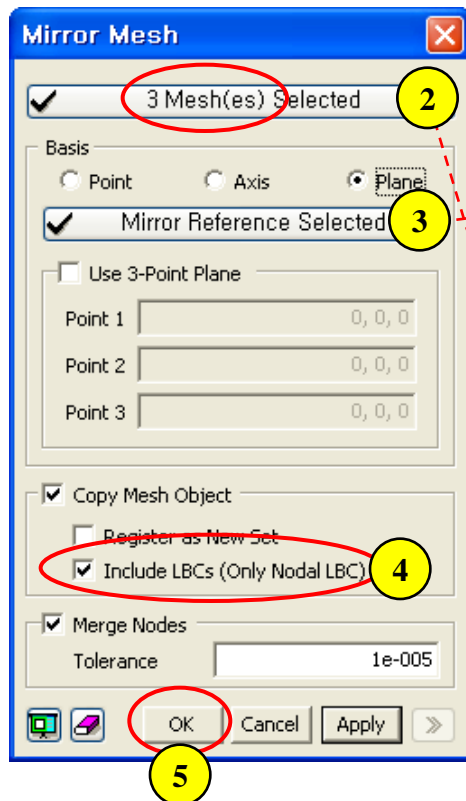 Mirror Mesh
3 Mesh(es) Selected
2
Basis
Point Axis Plane
Mirror Reference Selected
3
Use 3-Point Plane
Point 1 0, 0, 0
Point 2 0, 0, 0
Point 3 0, 0, 0
Copy Mesh Object
Register as New Set
Include LBCs (Only Nodal LBC)
4
Merge Nodes
Tolerance 1e-005
OK Cancel Apply >>
5